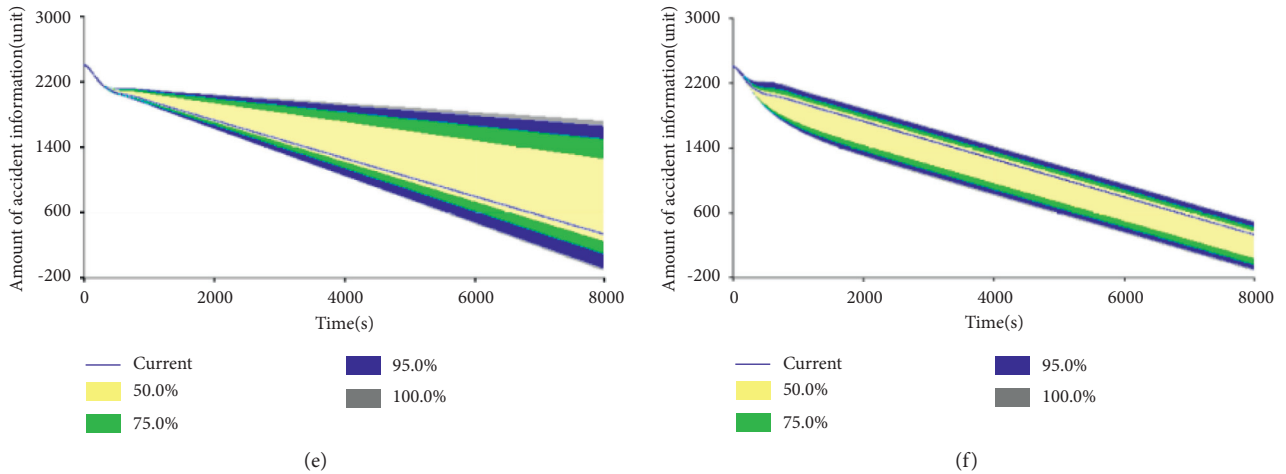 Amount of accident information(unit)
3000
2200
1400
600
-200
0 2000 4000 6000 8000
Time(s)
Current
50.0%
75.0%
95.0%
100.0%
(e)
Amount of accident information(unit)
3000
2200
1400
600
-200
0 2000 4000 6000 8000
Time(s)
Current
50.0%
75.0%
95.0%
100.0%
(f)